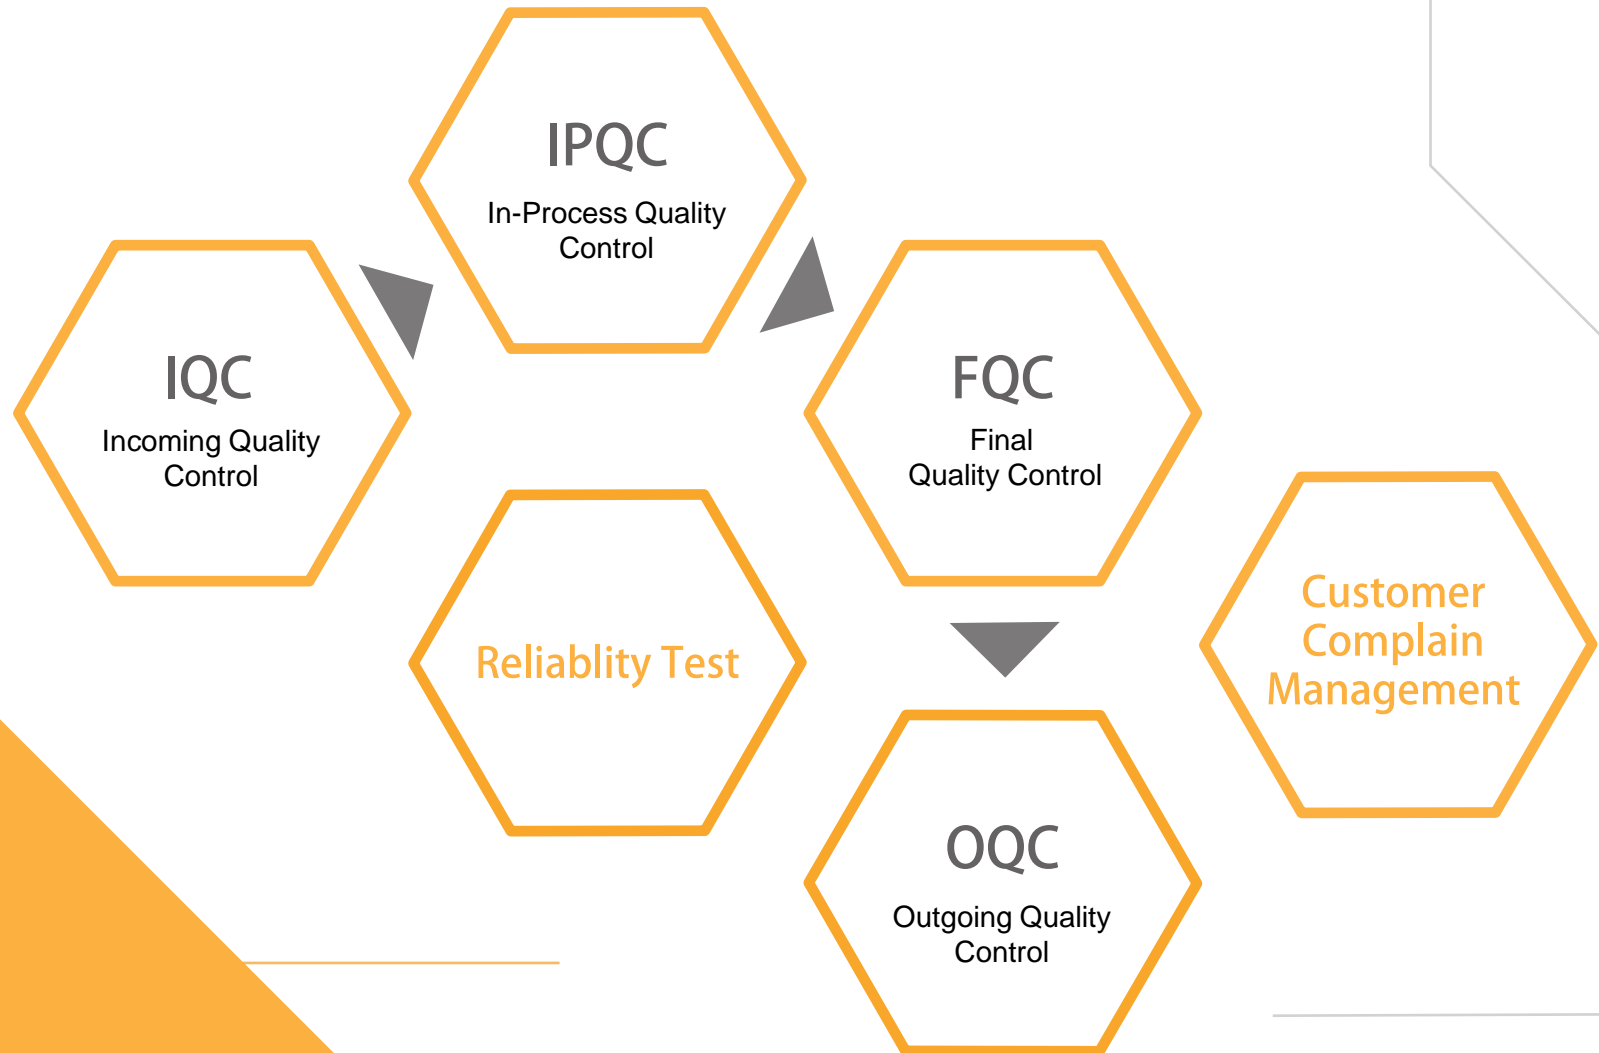 IPQC
In-Process Quality
Control
IQC
Incoming Quality
Control
FQC
Final
Quality Control
Reliablity Test
Customer
Complain
Management
OQC
Outgoing Quality
Control